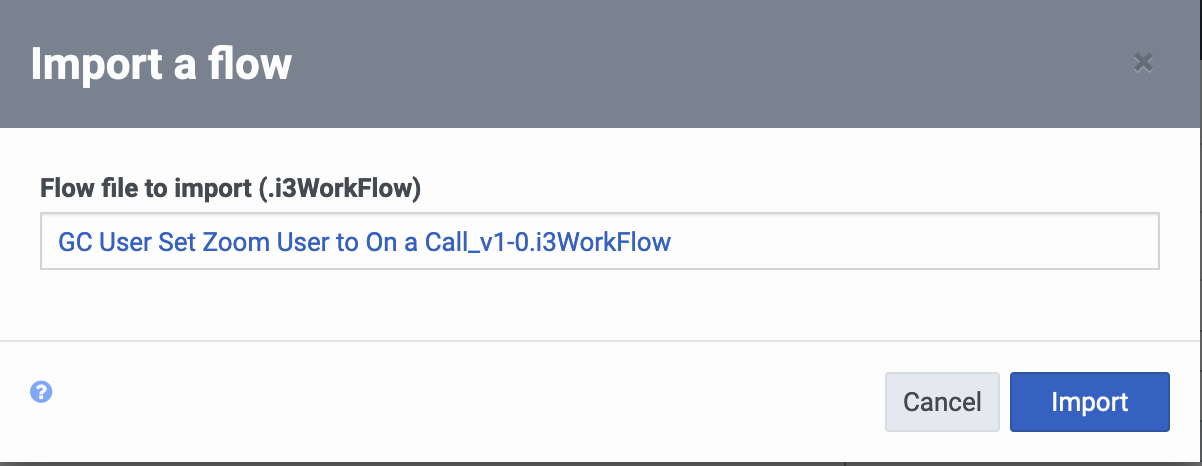 Import a flow
Flow file to import (.i3WorkFlow)
GC User Set Zoom User to On a Call_v1-0.i3WorkFlow
Cancel
Import